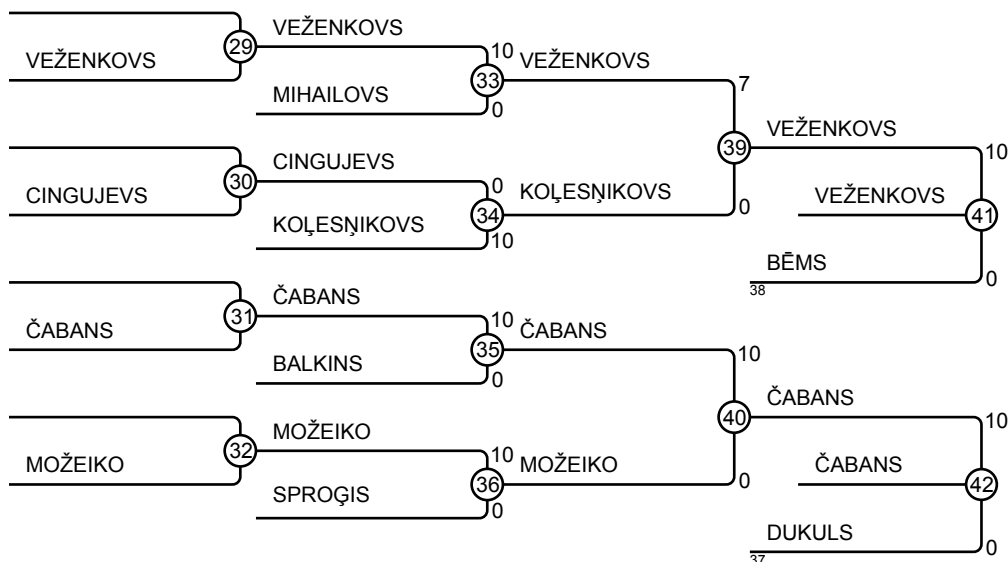 VEŽENKOVS
29
VEŽENKOVS
MIHAILOVS
10
33
0
VEŽENKOVS
CINGUJEVS
30
CINGUJEVS
KOĻESŅIKOVS
0
34
10
KOĻESŅIKOVS
7
39
0
VEŽENKOVS
BĒMS
38
10
41
0
VEŽENKOVS
ČABANS
31
ČABANS
BALKINS
10
35
0
ČABANS
MOŽEIKO
32
MOŽEIKO
SPROĢIS
10
36
0
MOŽEIKO
10
40
0
ČABANS
DUKULS
37
10
42
0
ČABANS